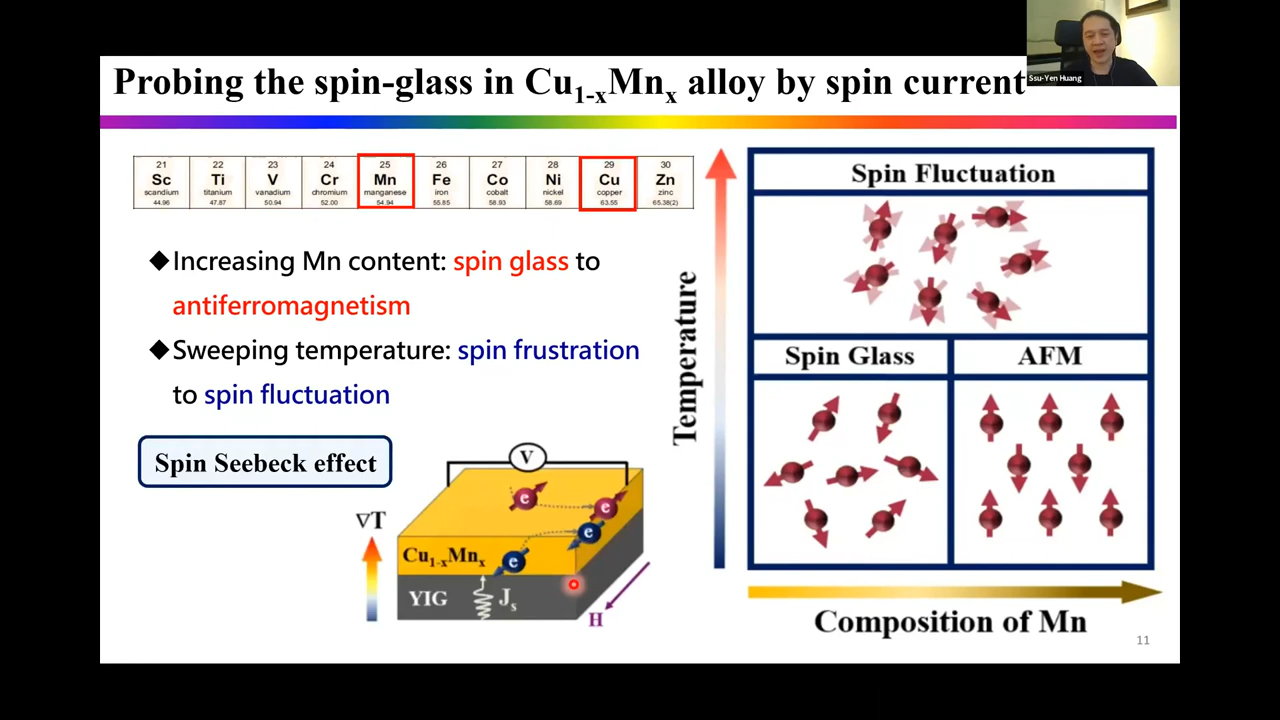 Ssu-Yen Huang
Probing the spin-glass in Cu1-xMnx alloy by spin current
21 22 23 24 25 26 27 28 29 30
Sc Ti V Cr Mn Fe Co Ni Cu Zn
scandium titanium vanadium chromium manganese iron cobalt nickel copper zinc
44.96 47.87 50.94 52.00 54.94 55.85 58.93 58.69 63.55 65.38(2)
◆Increasing Mn content: spin glass to
antiferromagnetism
◆Sweeping temperature: spin frustration
to spin fluctuation
Spin Seebeck effect
V
e
e
e
e
∇T
Cu1-xMnx
YIG
Js
H
Temperature
Spin Fluctuation
Spin Glass
AFM
Composition of Mn
11